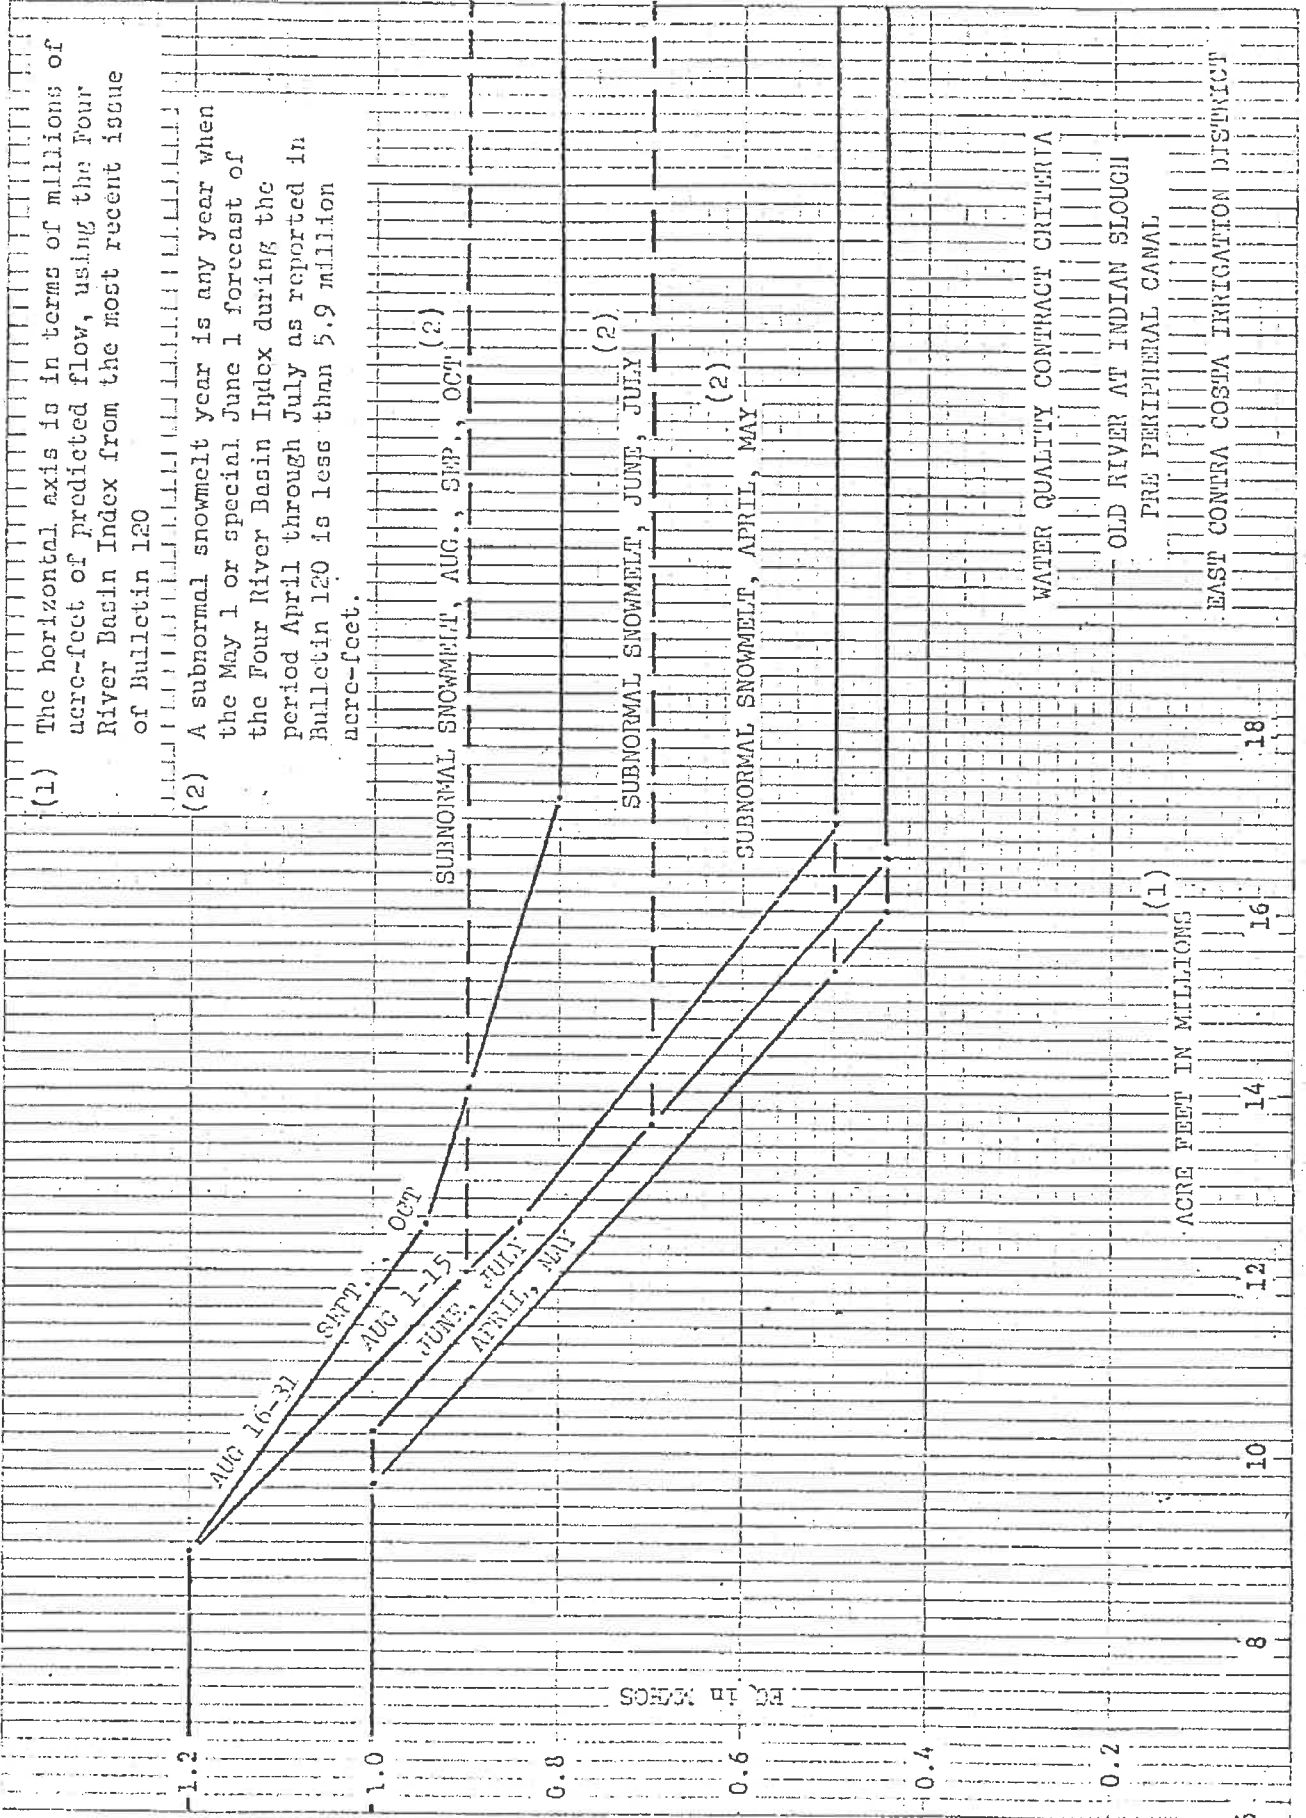 (1) The horizontal axis is in terms of millions of
acre-feet of predicted flow, using the Four
River Basin Index from the most recent issue
of Bulletin 120
(2) A subnormal snowmelt year is any year when
the May 1 or special June 1 forecast of
the Four River Basin Index during the
period April through July as reported in
Bulletin 120 is less than 5.9 million
acre-feet.
SUBNORMAL SNOWMELT, AUG., SEP., OCT (2)
SUBNORMAL SNOWMELT, JUNE, JULY (2)
SUBNORMAL SNOWMELT, APRIL, MAY (2)
AUG 16-31
SEPT., OCT
AUG 1-15
JUNE, JULY
APRIL, MAY
1.2
1.0
0.8
0.6
0.4
0.2
EC in MMHOS
WATER QUALITY CONTRACT CRITERIA
OLD RIVER AT INDIAN SLOUGH
PRE PERIPHERAL CANAL
EAST CONTRA COSTA IRRIGATION DISTRICT
ACRE FEET IN MILLIONS (1)
8 10 12 14 16 18